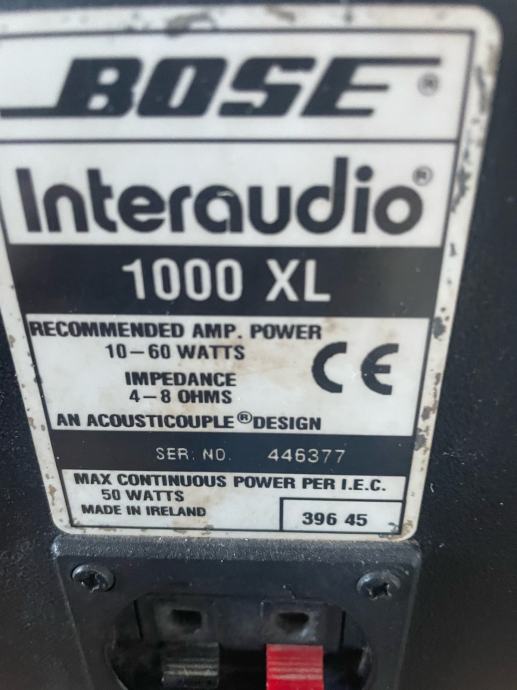 BOSE®
Interaudio®
1000 XL
RECOMMENDED AMP. POWER
10-60 WATTS
IMPEDANCE
4-8 OHMS
CE
AN ACOUSTICOUPLE® DESIGN
SER. NO. 446377
MAX CONTINUOUS POWER PER I.E.C.
50 WATTS
MADE IN IRELAND
396 45